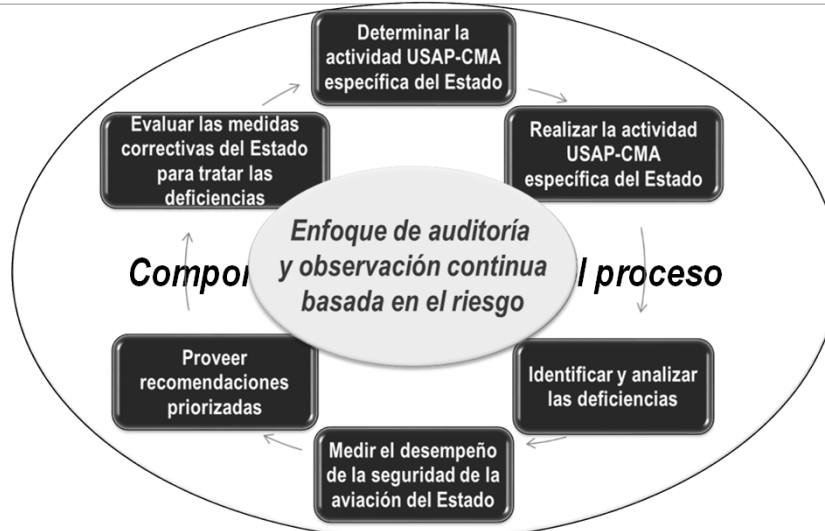 Determinar la
actividad USAP-CMA
específica del Estado
Realizar la actividad
USAP-CMA
específica del Estado
Identificar y analizar
las deficiencias
Medir el desempeño
de la seguridad de la
aviación del Estado
Proveer
recomendaciones
priorizadas
Evaluar las medidas
correctivas del Estado
para tratar las
deficiencias
Enfoque de auditoría
y observación continua
basada en el riesgo
proceso